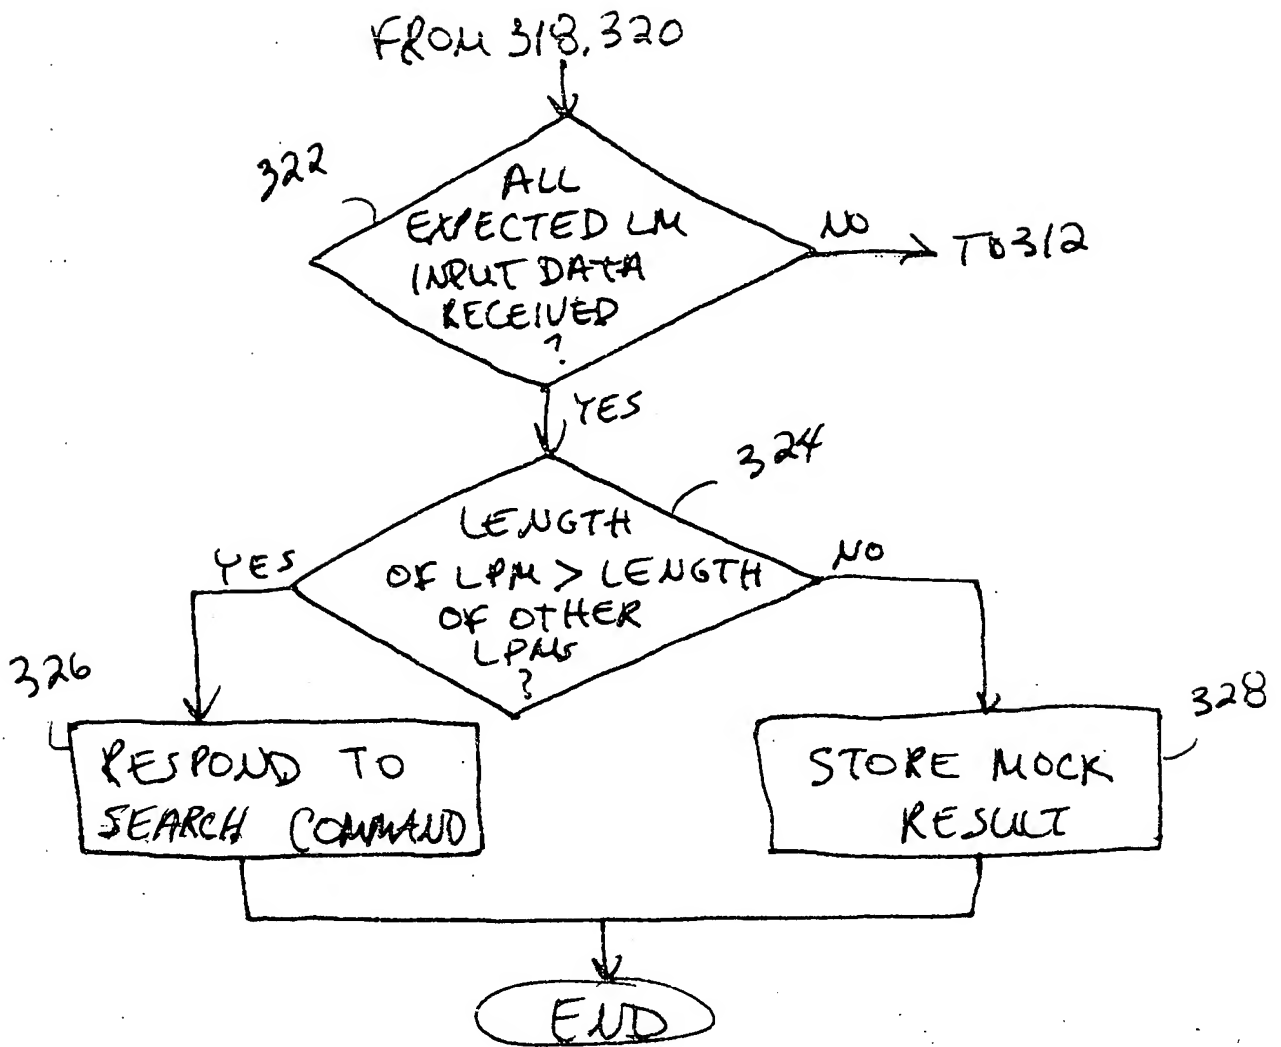 FROM 318, 320
322
ALL
EXPECTED LM
INPUT DATA
RECEIVED
?
NO
TO 312
YES
324
LENGTH
OF LPM > LENGTH
OF OTHER
LPMs
?
YES
NO
326
RESPOND TO
SEARCH COMMAND
328
STORE MOCK
RESULT
END